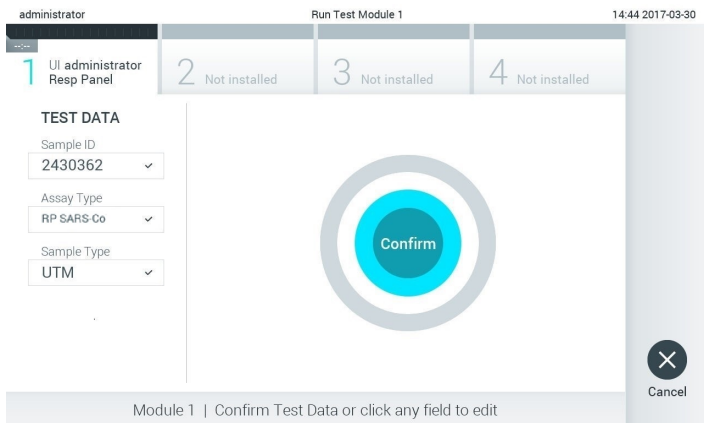 administrator
Run Test Module 1
14:44 2017-03-30
--:--
1 UI administrator
Resp Panel
2 Not installed
3 Not installed
4 Not installed
TEST DATA
Sample ID
2430362
Assay Type
RP SARS-Co
Sample Type
UTM
Confirm
Cancel
Module 1 | Confirm Test Data or click any field to edit